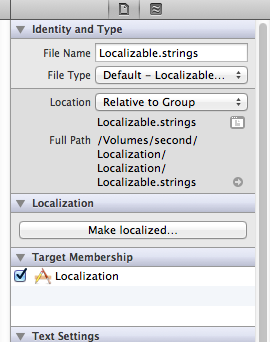 Identity and Type
File Name Localizable.strings
File Type Default - Localizable...
Location Relative to Group
Localizable.strings
Full Path /Volumes/second/
Localization/
Localization/
Localizable.strings
Localization
Make localized...
Target Membership
Localization
Text Settings